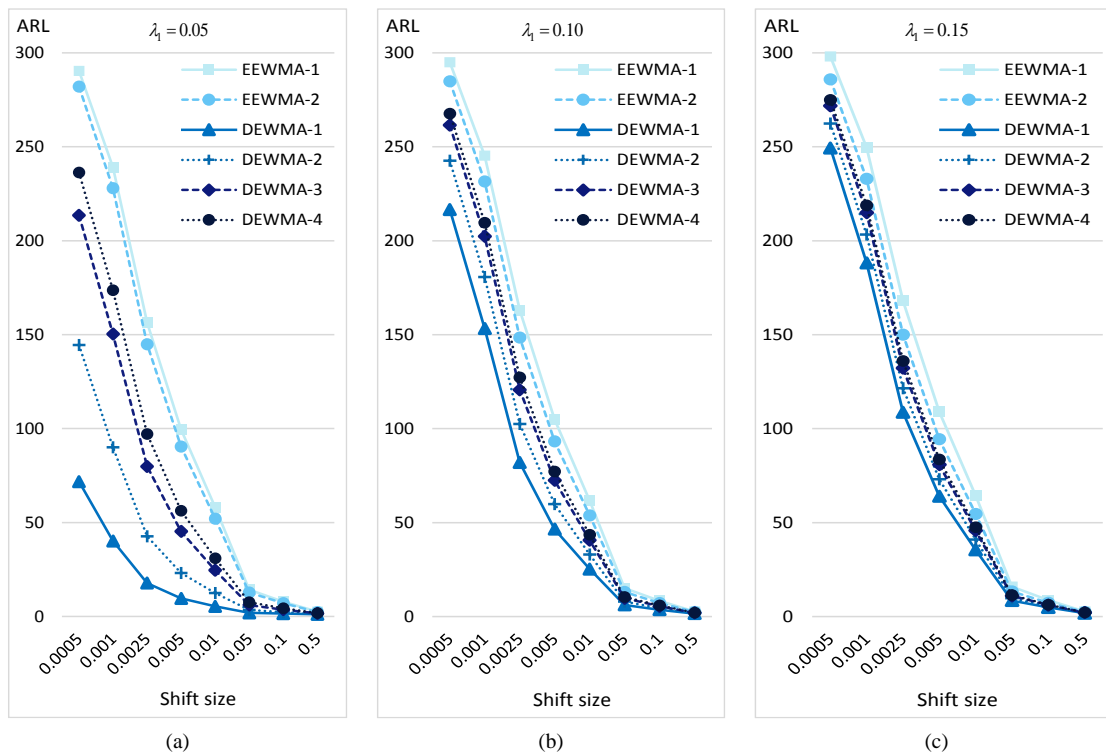 ARL
λ₁ = 0.05
300
250
200
150
100
50
0
EEWMA-1
EEWMA-2
DEWMA-1
DEWMA-2
DEWMA-3
DEWMA-4
0.0005
0.001
0.0025
0.005
0.01
0.05
0.1
0.5
Shift size
(a)
ARL
λ₁ = 0.10
300
250
200
150
100
50
0
EEWMA-1
EEWMA-2
DEWMA-1
DEWMA-2
DEWMA-3
DEWMA-4
0.0005
0.001
0.0025
0.005
0.01
0.05
0.1
0.5
Shift size
(b)
ARL
λ₁ = 0.15
300
250
200
150
100
50
0
EEWMA-1
EEWMA-2
DEWMA-1
DEWMA-2
DEWMA-3
DEWMA-4
0.0005
0.001
0.0025
0.005
0.01
0.05
0.1
0.5
Shift size
(c)